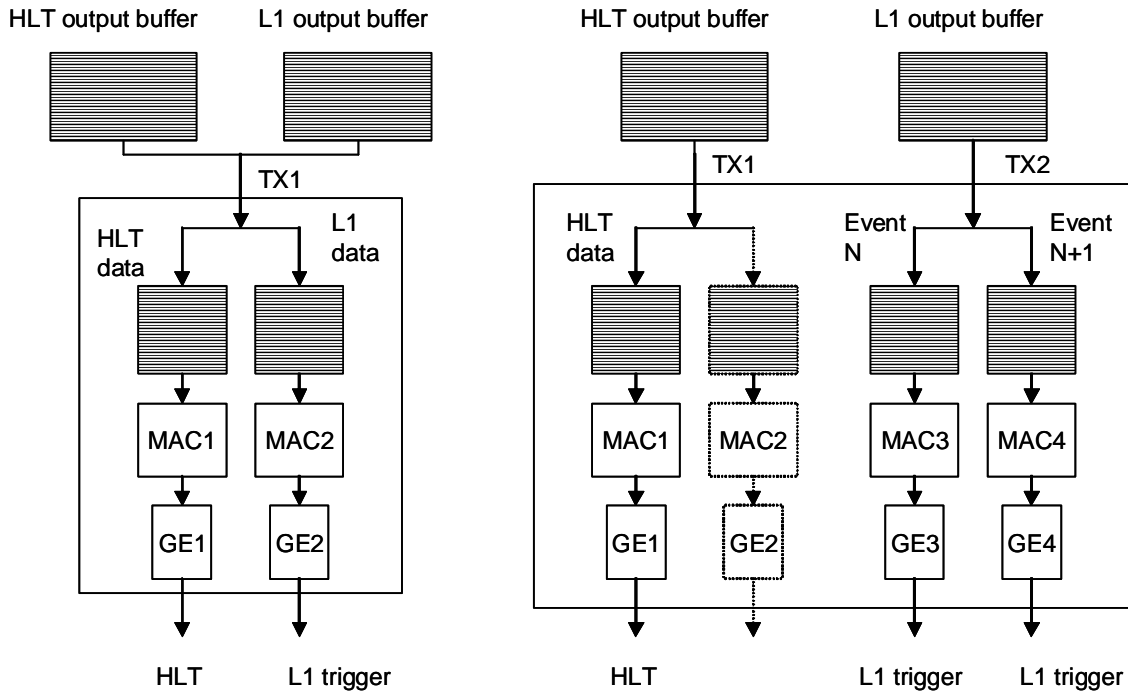 HLT output buffer
L1 output buffer
TX1
HLT
data
L1
data
MAC1
MAC2
GE1
GE2
HLT
L1 trigger
HLT output buffer
L1 output buffer
TX1
TX2
HLT
data
Event
N
Event
N+1
MAC1
MAC2
MAC3
MAC4
GE1
GE2
GE3
GE4
HLT
L1 trigger
L1 trigger